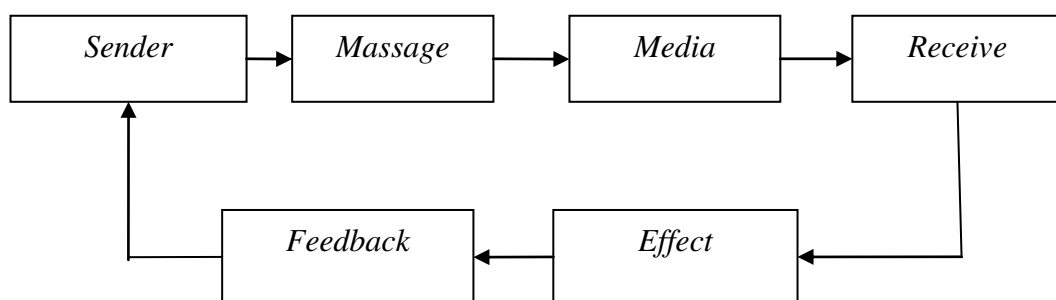 Sender
Massage
Media
Receive
Feedback
Effect